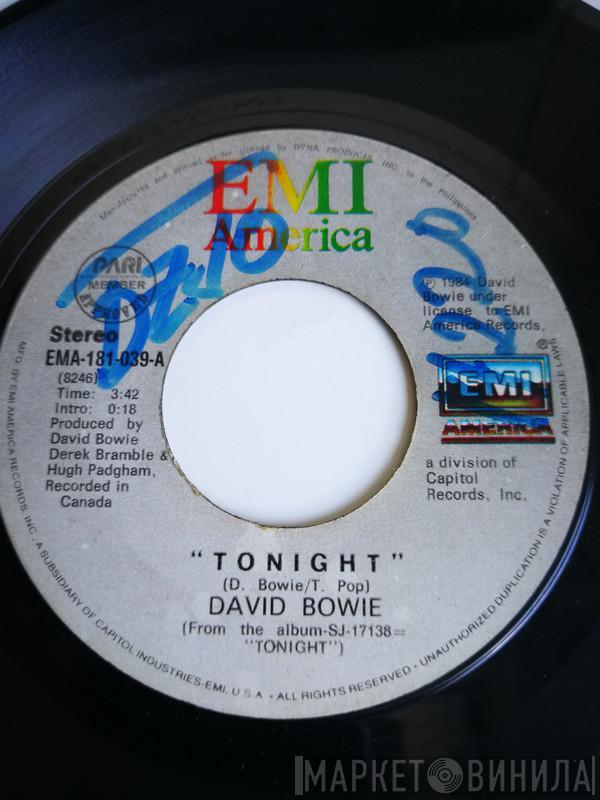 Manufactured and Printed under license by DYNA PRODUCTS, INC. in the Philippines
EMI
America
PARI
MEMBER
APPROVED
Stereo
EMA-181-039-A
(8246)
Time: 3:42
Intro: 0:18
Produced by
David Bowie
Derek Bramble &
Hugh Padgham.
Recorded in
Canada
℗ 1984 David
Bowie under
license to EMI
America Records.
®
EMI
AMERICA
a division of
Capitol
Records, Inc.
"TONIGHT"
(D. Bowie/T. Pop)
DAVID BOWIE
(From the album-SJ-17138=
"TONIGHT")
MFG. BY EMI AMERICA RECORDS, INC. A SUBSIDIARY OF CAPITOL INDUSTRIES-EMI, U.S.A. • ALL RIGHTS RESERVED • UNAUTHORIZED DUPLICATION IS A VIOLATION OF APPLICABLE LAWS
МАРКЕТ ВИНИЛА